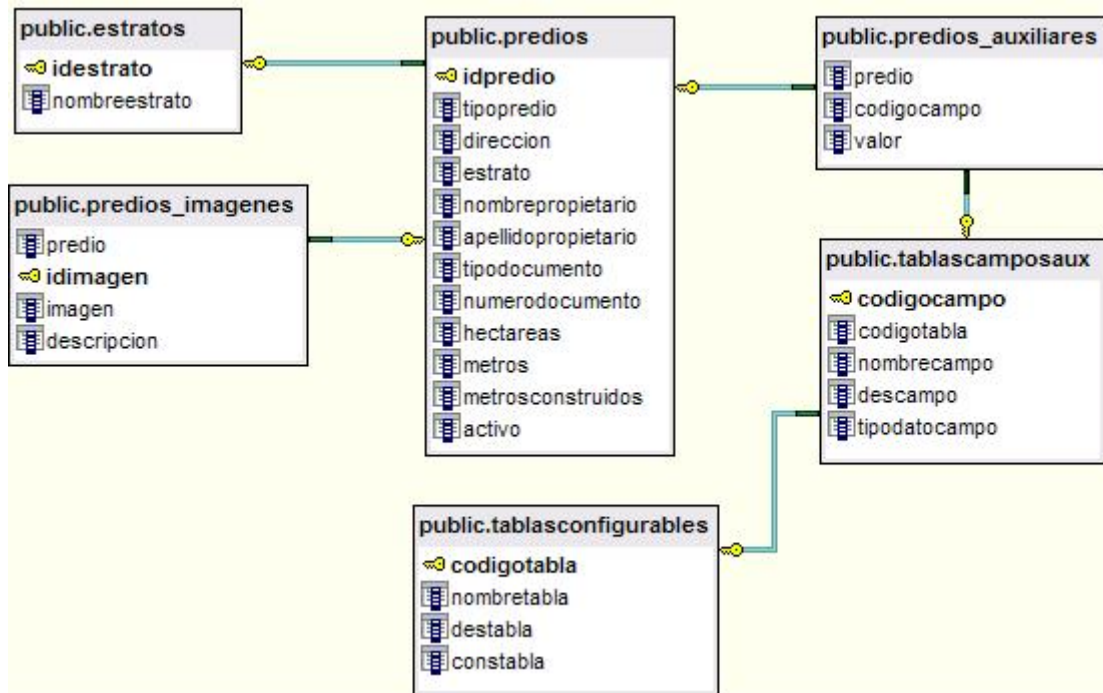 public.estratos
idestrato
nombreestrato
public.predios
idpredio
tipopredio
direccion
estrato
nombrepropietario
apellidopropietario
tipodocumento
numerodocumento
hectareas
metros
metrosconstruidos
activo
public.predios_auxiliares
predio
codigocampo
valor
public.predios_imagenes
predio
idimagen
imagen
descripcion
public.tablascamposaux
codigocampo
codigotabla
nombrecampo
descampo
tipodatocampo
public.tablasconfigurables
codigotabla
nombretabla
destabla
constabla